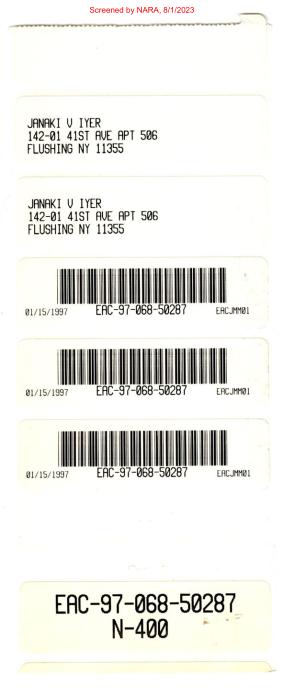 Screened by NARA, 8/1/2023
JANAKI V IYER
142-01 41ST AVE APT 506
FLUSHING NY 11355
JANAKI V IYER
142-01 41ST AVE APT 506
FLUSHING NY 11355
01/15/1997 EAC-97-068-50287 EACJMM01
01/15/1997 EAC-97-068-50287 EACJMM01
01/15/1997 EAC-97-068-50287 EACJMM01
EAC-97-068-50287
N-400